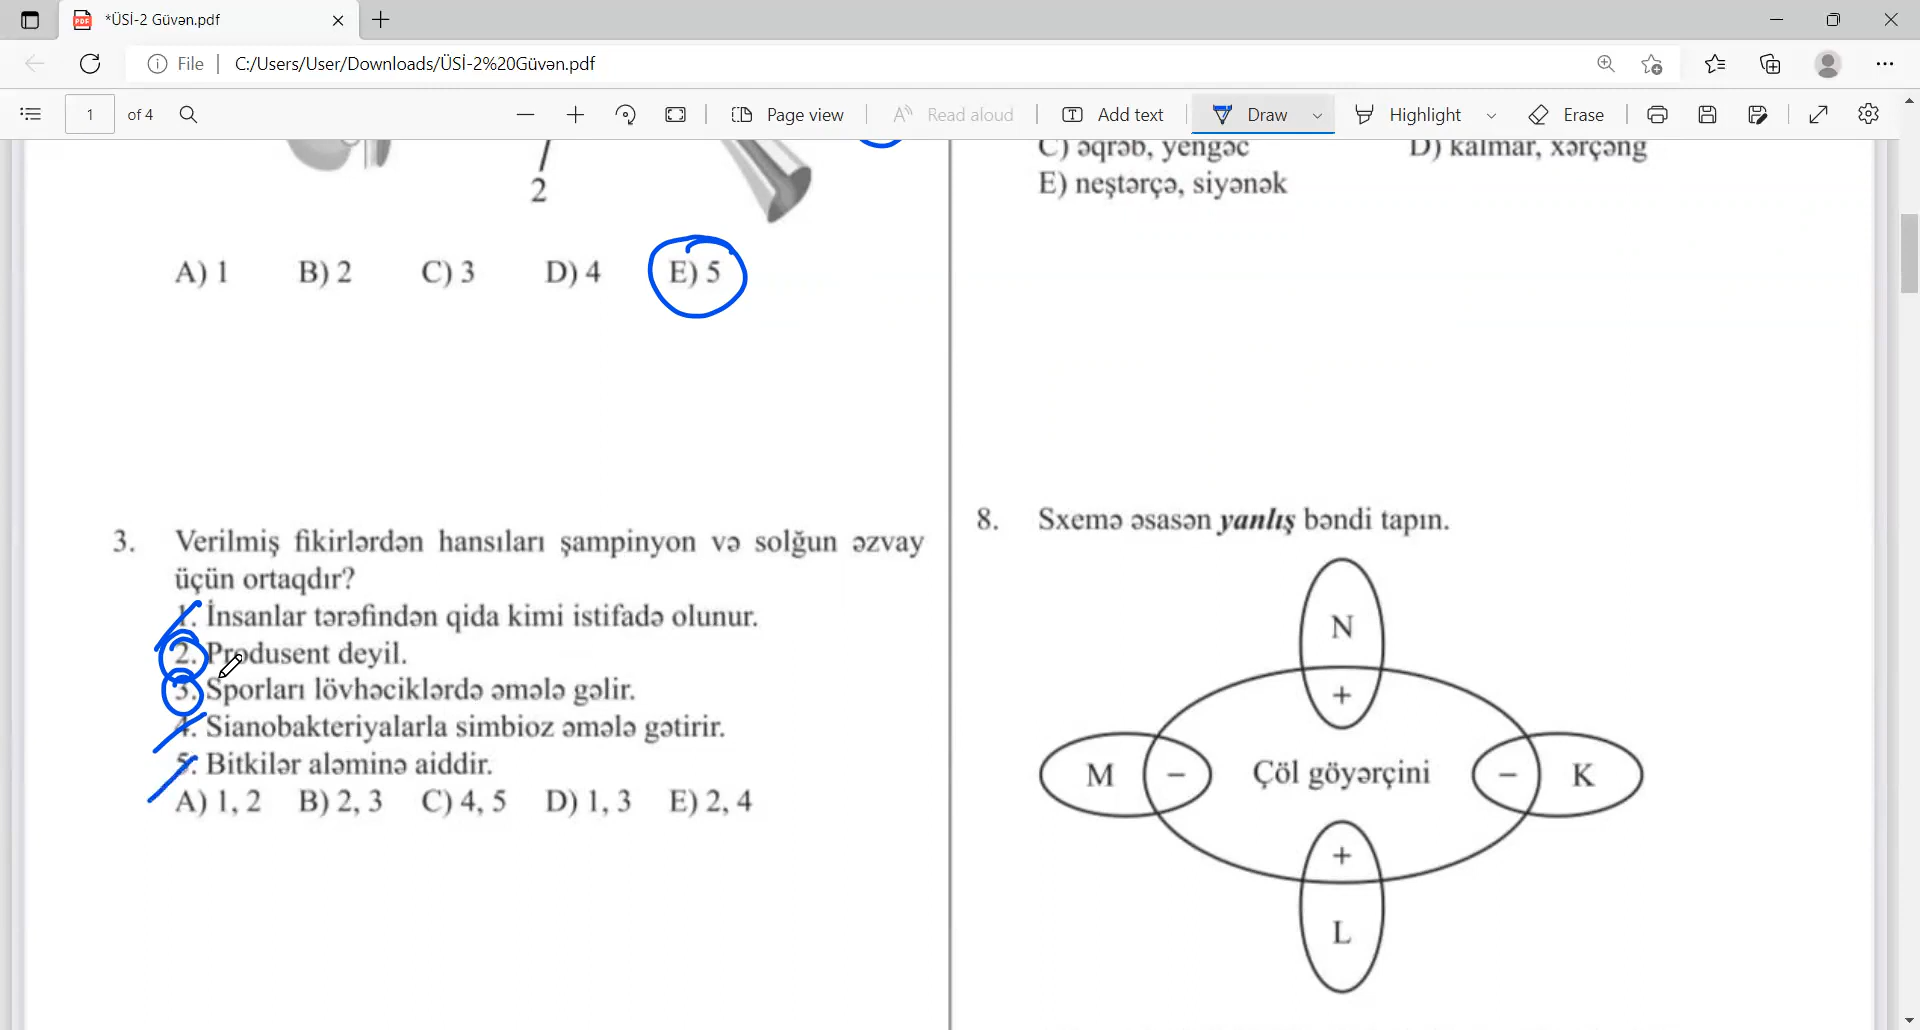 *ÜSİ-2 Güvən.pdf
File
C:/Users/User/Downloads/ÜSİ-2%20Güvən.pdf
1 of 4
Page view
Read aloud
Add text
Draw
Highlight
Erase
2
A) 1 B) 2 C) 3 D) 4 E) 5
3. Verilmiş fikirlərdən hansıları şampinyon və solğun əzvay
üçün ortaqdır?
1. İnsanlar tərəfindən qida kimi istifadə olunur.
2. Produsent deyil.
3. Sporları lövhəciklərdə əmələ gəlir.
4. Sianobakteriyalarla simbioz əmələ gətirir.
5. Bitkilər aləminə aiddir.
A) 1, 2 B) 2, 3 C) 4, 5 D) 1, 3 E) 2, 4
C) əqrəb, yengəc D) kalmar, xərçəng
E) neştərçə, siyənək
8. Sxemə əsasən yanlış bəndi tapın.
N
+
M − Çöl göyərçini − K
+
L